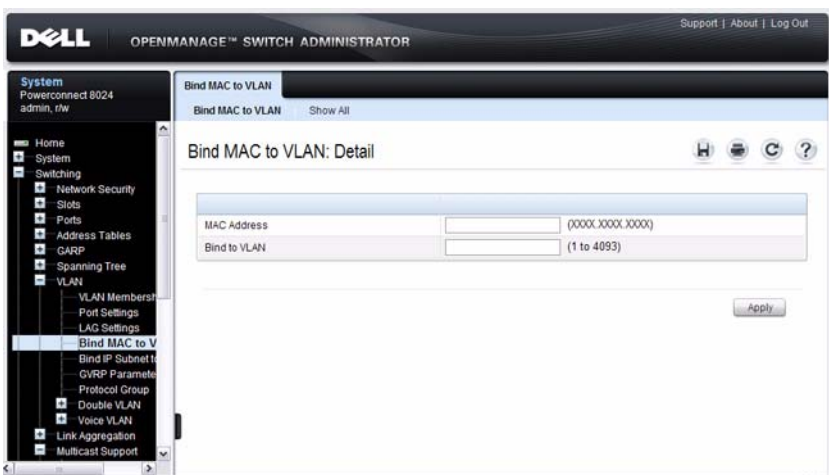 Support | About | Log Out
DELL
OPENMANAGE™ SWITCH ADMINISTRATOR
System
Powerconnect 8024
admin, r/w
Home
System
Switching
Network Security
Slots
Ports
Address Tables
GARP
Spanning Tree
VLAN
VLAN Membersh
Port Settings
LAG Settings
Bind MAC to V
Bind IP Subnet to
GVRP Paramete
Protocol Group
Double VLAN
Voice VLAN
Link Aggregation
Multicast Support
Bind MAC to VLAN
Bind MAC to VLAN Show All
Bind MAC to VLAN: Detail
MAC Address (XXXX.XXXX.XXXX)
Bind to VLAN (1 to 4093)
Apply